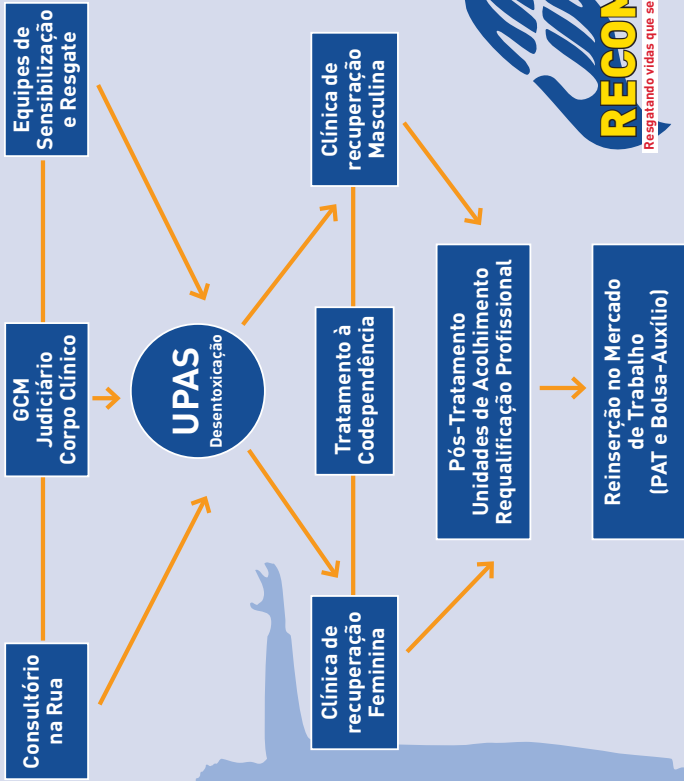 Consultório
na Rua
GCM
Judiciário
Corpo Clínico
Equipes de
Sensibilização
e Resgate
UPAS
Desentoxicação
Clínica de
recuperação
Feminina
Tratamento à
Codependência
Clínica de
recuperação
Masculina
Pós-Tratamento
Unidades de Acolhimento
Requalificação Profissional
Reinserção no Mercado
de Trabalho
(PAT e Bolsa-Auxílio)
RECON
Resgatando vidas que se